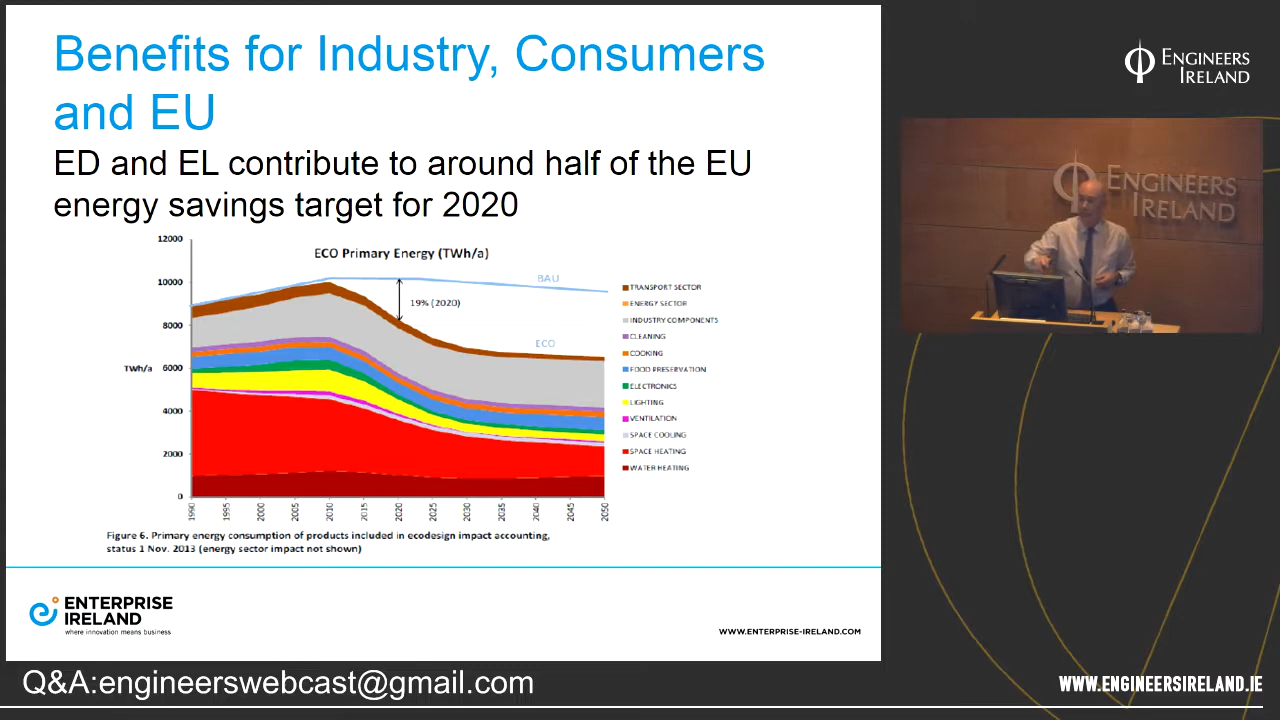 Benefits for Industry, Consumers
and EU
ED and EL contribute to around half of the EU
energy savings target for 2020
ECO Primary Energy (TWh/a)
12000
10000
8000
6000
4000
2000
0
TWh/a
BAU
19% (2020)
ECO
1990 1995 2000 2005 2010 2015 2020 2025 2030 2035 2040 2045 2050
TRANSPORT SECTOR
ENERGY SECTOR
INDUSTRY COMPONENTS
CLEANING
COOKING
FOOD PRESERVATION
ELECTRONICS
LIGHTING
VENTILATION
SPACE COOLING
SPACE HEATING
WATER HEATING
Figure 6. Primary energy consumption of products included in ecodesign impact accounting,
status 1 Nov. 2013 (energy sector impact not shown)
ENTERPRISE
IRELAND
where innovation means business
WWW.ENTERPRISE-IRELAND.COM
ENGINEERS
IRELAND
ENGINEERS
IRELAND
Q&A:engineerswebcast@gmail.com
WWW.ENGINEERSIRELAND.IE